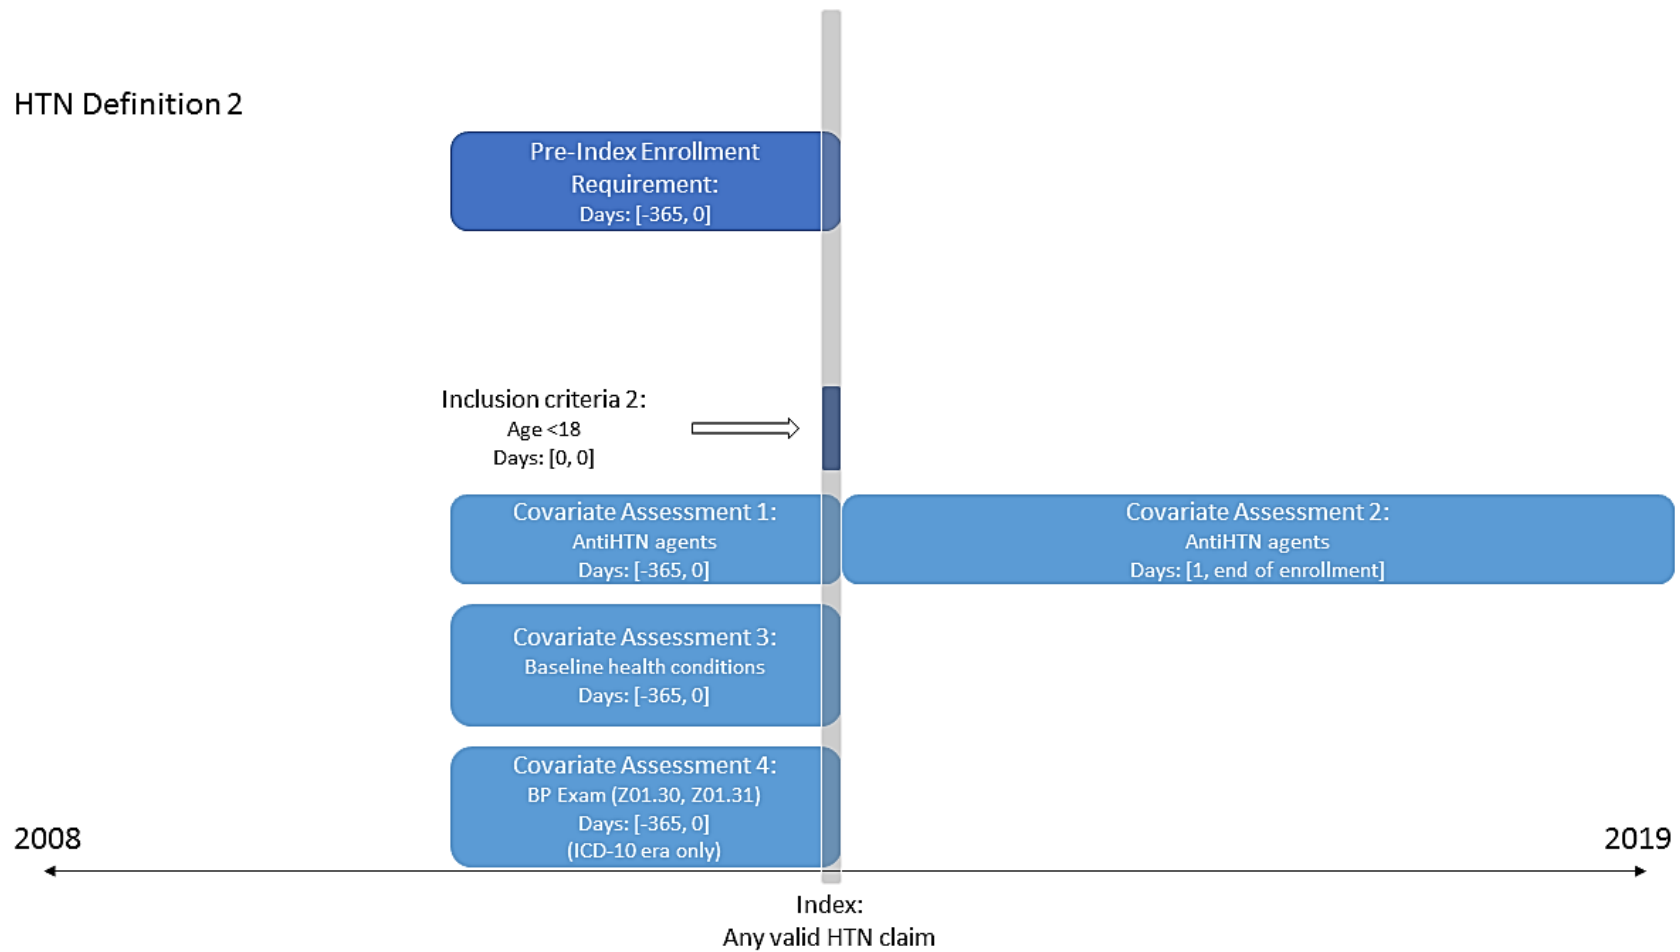 HTN Definition 2
Pre-Index Enrollment
Requirement:
Days: [-365, 0]
Inclusion criteria 2:
Age <18
Days: [0, 0]
Covariate Assessment 1:
AntiHTN agents
Days: [-365, 0]
Covariate Assessment 2:
AntiHTN agents
Days: [1, end of enrollment]
Covariate Assessment 3:
Baseline health conditions
Days: [-365, 0]
Covariate Assessment 4:
BP Exam (Z01.30, Z01.31)
Days: [-365, 0]
(ICD-10 era only)
2008
2019
Index:
Any valid HTN claim